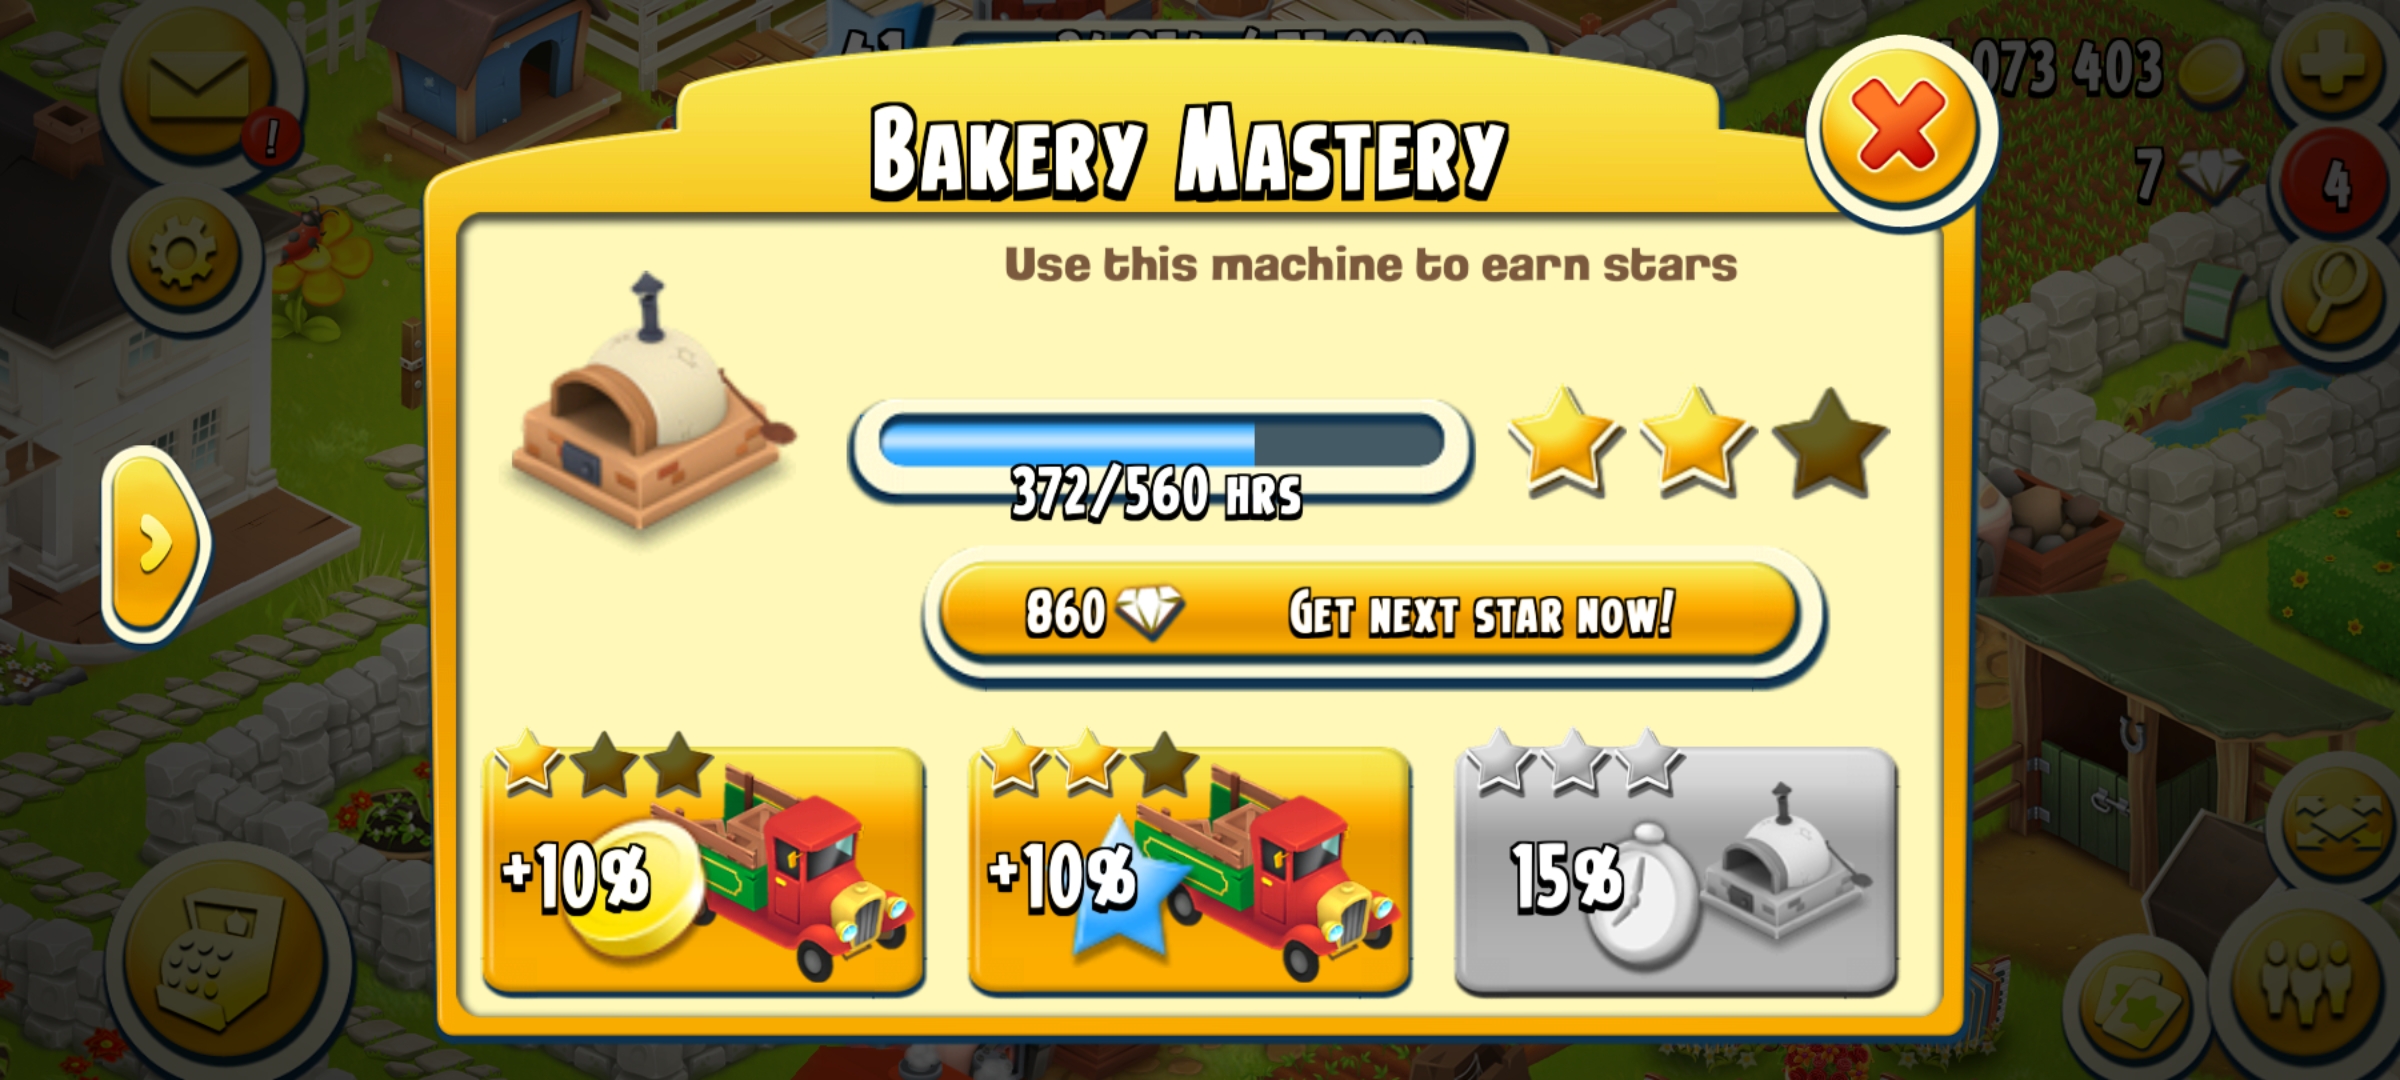 BAKERY MASTERY
073 403
!
7
4
Use this machine to earn stars
372/560 HRS
860 GET NEXT STAR NOW!
+10%
+10%
15%